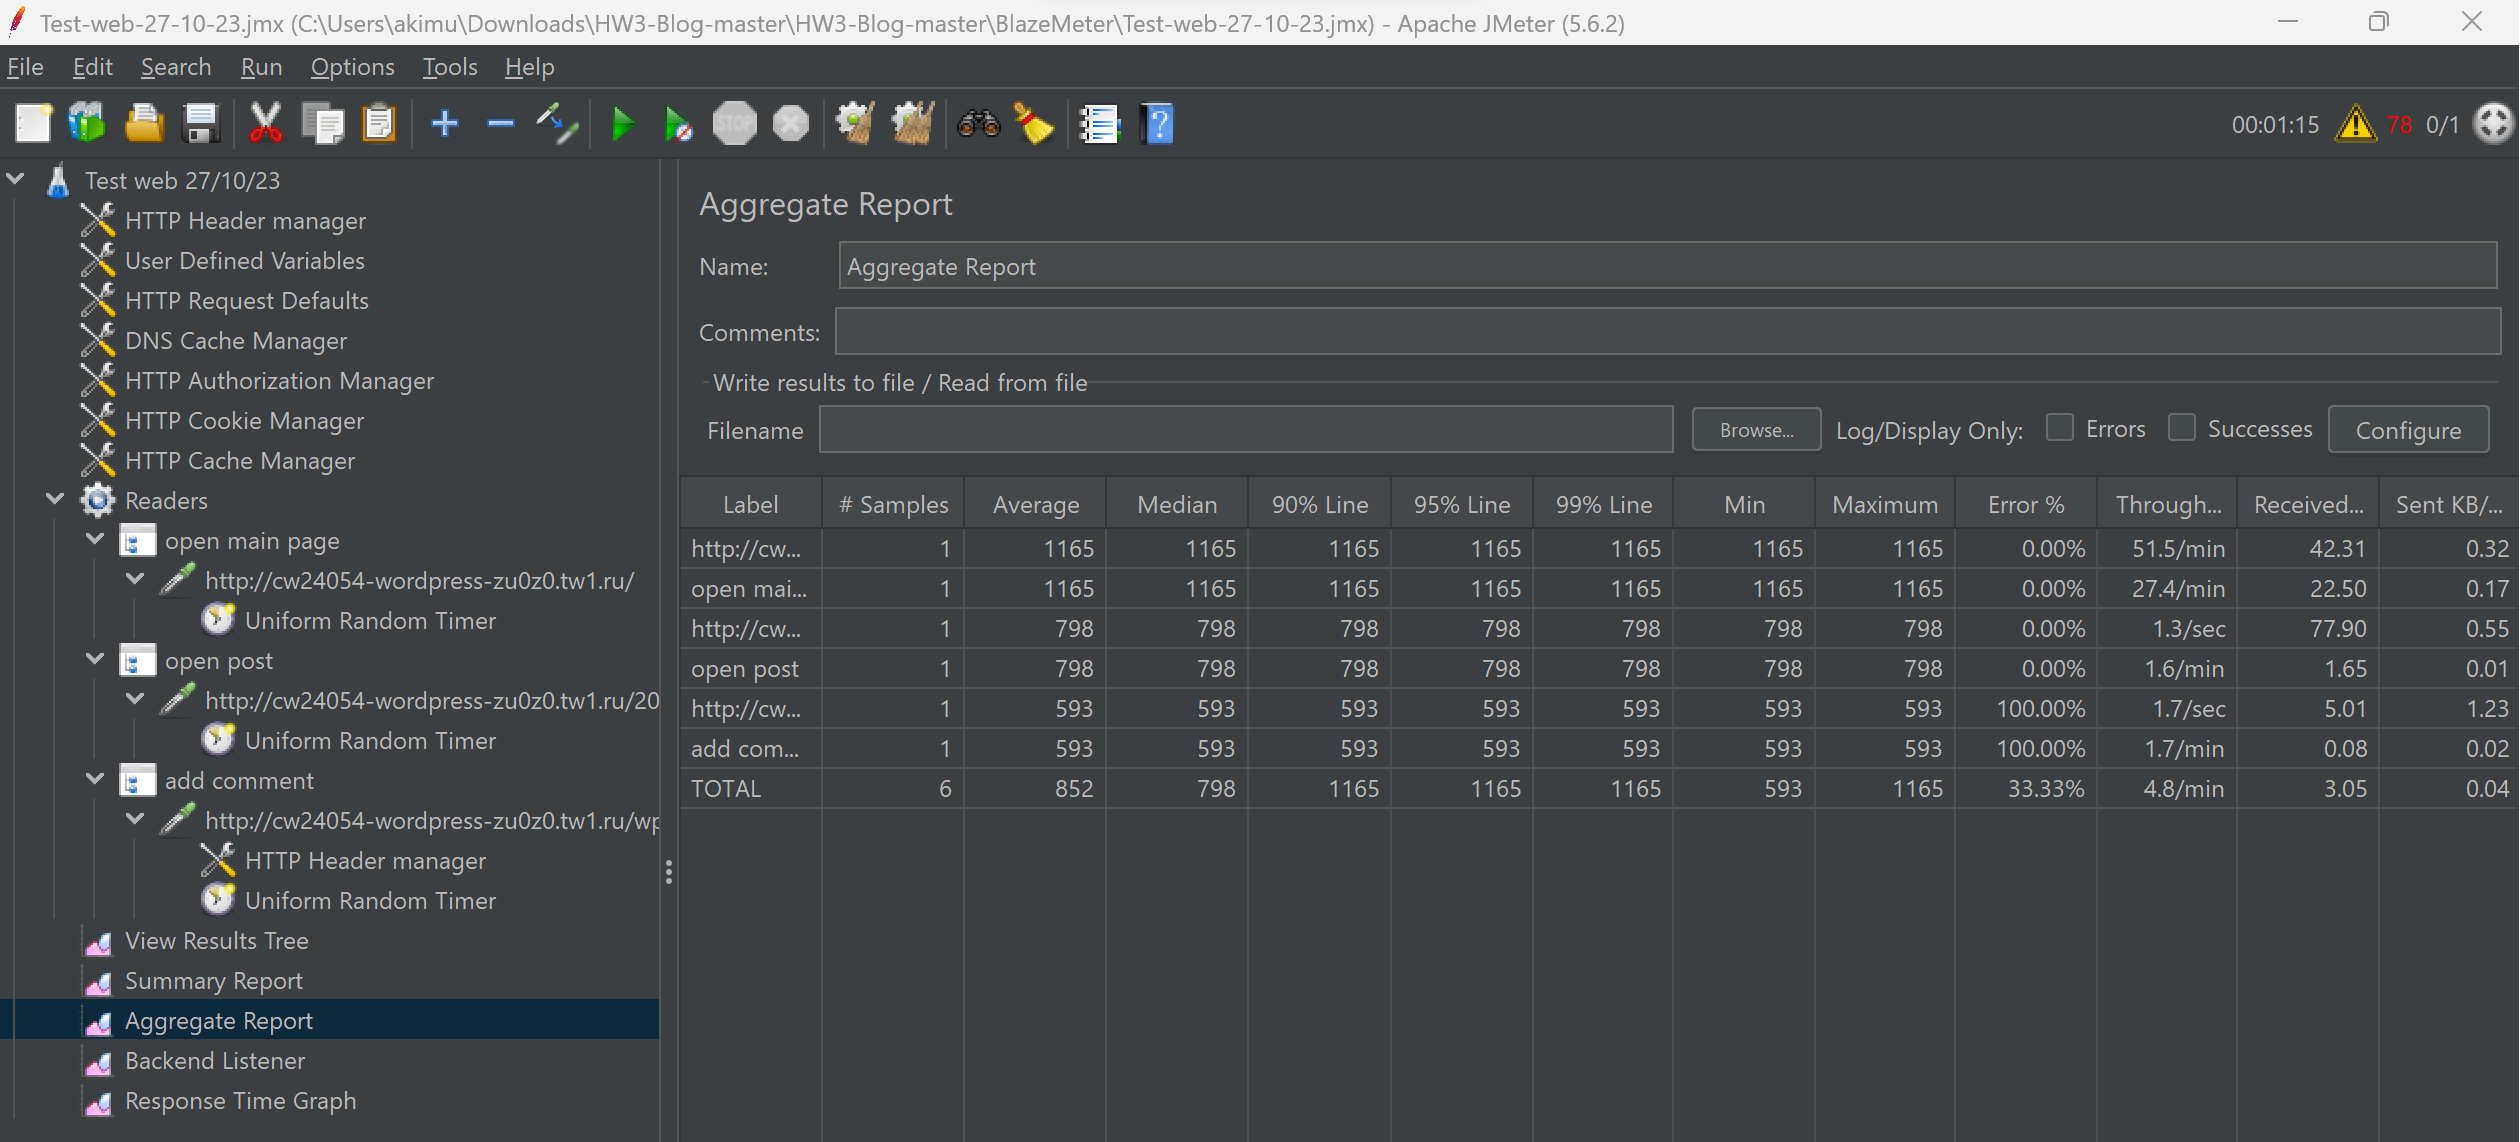 Test-web-27-10-23.jmx (C:\Users\akimu\Downloads\HW3-Blog-master\HW3-Blog-master\BlazeMeter\Test-web-27-10-23.jmx) - Apache JMeter (5.6.2)
File Edit Search Run Options Tools Help
STOP ? 00:01:15 78 0/1
Test web 27/10/23
HTTP Header manager
User Defined Variables
HTTP Request Defaults
DNS Cache Manager
HTTP Authorization Manager
HTTP Cookie Manager
HTTP Cache Manager
Readers
open main page
http://cw24054-wordpress-zu0z0.tw1.ru/
Uniform Random Timer
open post
http://cw24054-wordpress-zu0z0.tw1.ru/20
Uniform Random Timer
add comment
http://cw24054-wordpress-zu0z0.tw1.ru/wp
HTTP Header manager
Uniform Random Timer
View Results Tree
Summary Report
Aggregate Report
Backend Listener
Response Time Graph
Aggregate Report
Name: Aggregate Report
Comments:
Write results to file / Read from file
Filename Browse... Log/Display Only: Errors Successes Configure
Label # Samples Average Median 90% Line 95% Line 99% Line Min Maximum Error % Through... Received... Sent KB/...
http://cw... 1 1165 1165 1165 1165 1165 1165 1165 0.00% 51.5/min 42.31 0.32
open mai... 1 1165 1165 1165 1165 1165 1165 1165 0.00% 27.4/min 22.50 0.17
http://cw... 1 798 798 798 798 798 798 798 0.00% 1.3/sec 77.90 0.55
open post 1 798 798 798 798 798 798 798 0.00% 1.6/min 1.65 0.01
http://cw... 1 593 593 593 593 593 593 593 100.00% 1.7/sec 5.01 1.23
add com... 1 593 593 593 593 593 593 593 100.00% 1.7/min 0.08 0.02
TOTAL 6 852 798 1165 1165 1165 593 1165 33.33% 4.8/min 3.05 0.04